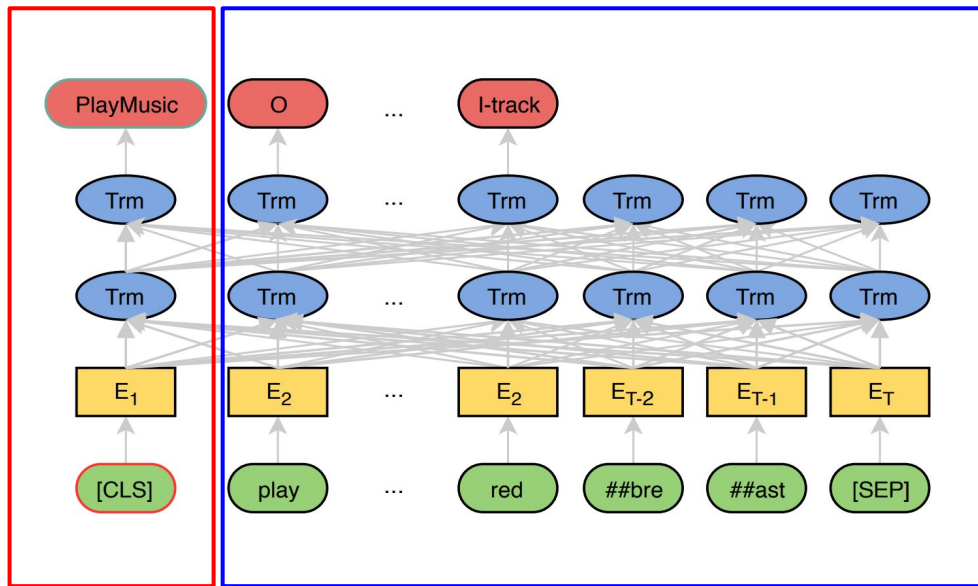 PlayMusic O ... I-track
Trm Trm ... Trm Trm Trm Trm
Trm Trm ... Trm Trm Trm Trm
E1 E2 ... E2 ET-2 ET-1 ET
[CLS] play ... red ##bre ##ast [SEP]